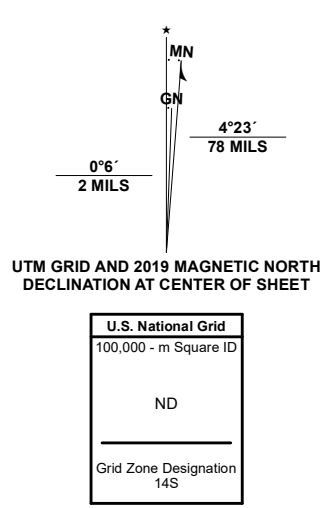 ★
MN
GN
4°23´
78 MILS
0°6´
2 MILS
UTM GRID AND 2019 MAGNETIC NORTH
DECLINATION AT CENTER OF SHEET
U.S. National Grid
100,000 - m Square ID
ND
Grid Zone Designation
14S